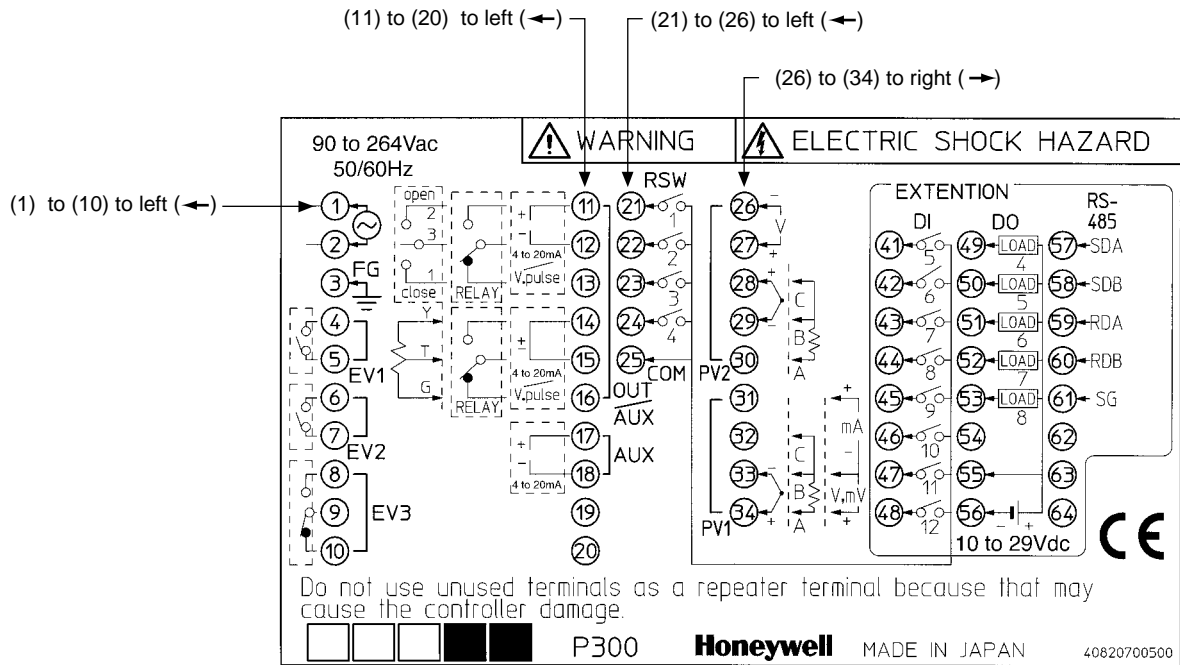 (11) to (20) to left (←)
(21) to (26) to left (←)
(26) to (34) to right (→)
(1) to (10) to left (←)
90 to 264Vac
50/60Hz
WARNING
ELECTRIC SHOCK HAZARD
1
2
3
FG
4
5
EV1
6
7
EV2
8
9
EV3
10
open
2
3
1
close
RELAY
+
-
4 to 20mA
V.pulse
Y
T
G
RELAY
+
-
4 to 20mA
V.pulse
+
-
4 to 20mA
11
12
13
14
15
16
OUT
AUX
17
18
AUX
19
20
RSW
21
1
22
2
23
3
24
4
25
COM
26
-
V
27
+
28
+
29
-
30
C
B
A
PV2
31
32
33
-
34
+
C
B
A
PV1
+
mA
-
V,mV
+
EXTENTION
DI
DO
RS-
485
41
5
49
LOAD
4
57
SDA
42
6
50
LOAD
5
58
SDB
43
7
51
LOAD
6
59
RDA
44
8
52
LOAD
7
60
RDB
45
9
53
LOAD
8
61
SG
46
10
54
62
47
11
55
63
48
12
56
-
+
64
10 to 29Vdc
CE
Do not use unused terminals as a repeater terminal because that may
cause the controller damage.
P300
Honeywell
MADE IN JAPAN
40820700500